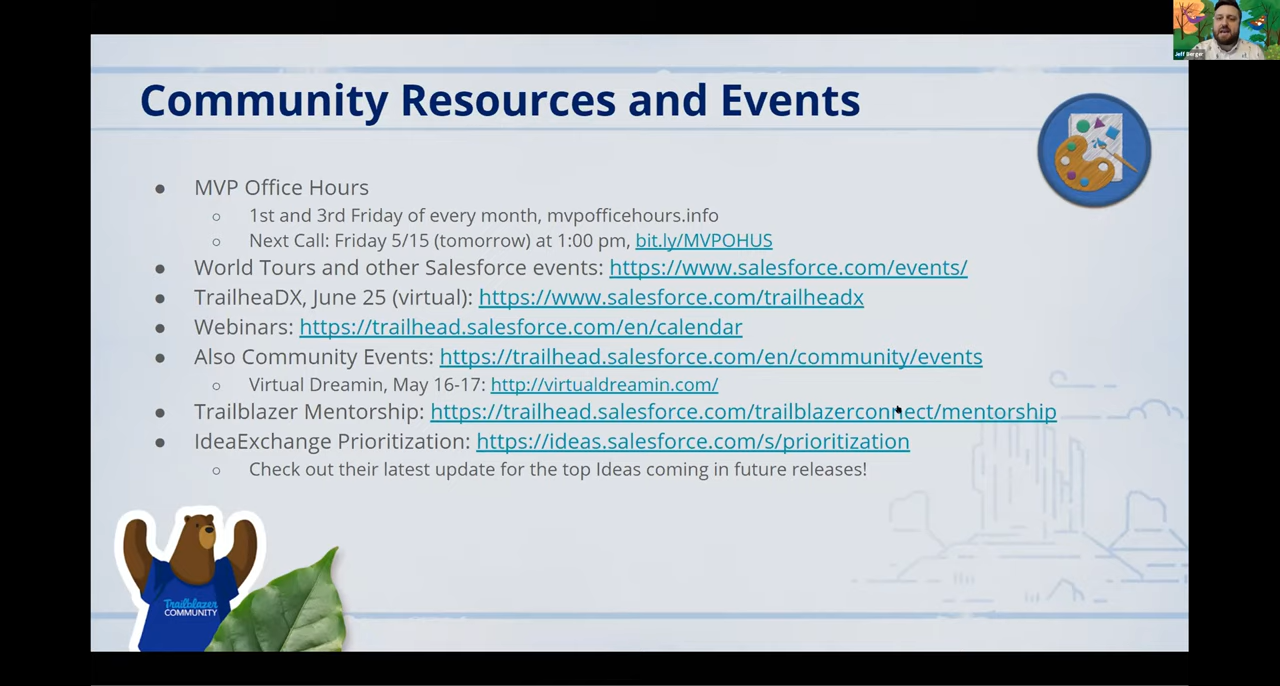 Jeff Berger
Community Resources and Events
● MVP Office Hours
○ 1st and 3rd Friday of every month, mvpofficehours.info
○ Next Call: Friday 5/15 (tomorrow) at 1:00 pm, bit.ly/MVPOHUS
● World Tours and other Salesforce events: https://www.salesforce.com/events/
● TrailheaDX, June 25 (virtual): https://www.salesforce.com/trailheadx
● Webinars: https://trailhead.salesforce.com/en/calendar
● Also Community Events: https://trailhead.salesforce.com/en/community/events
○ Virtual Dreamin, May 16-17: http://virtualdreamin.com/
● Trailblazer Mentorship: https://trailhead.salesforce.com/trailblazerconnect/mentorship
● IdeaExchange Prioritization: https://ideas.salesforce.com/s/prioritization
○ Check out their latest update for the top Ideas coming in future releases!
Trailblazer
COMMUNITY